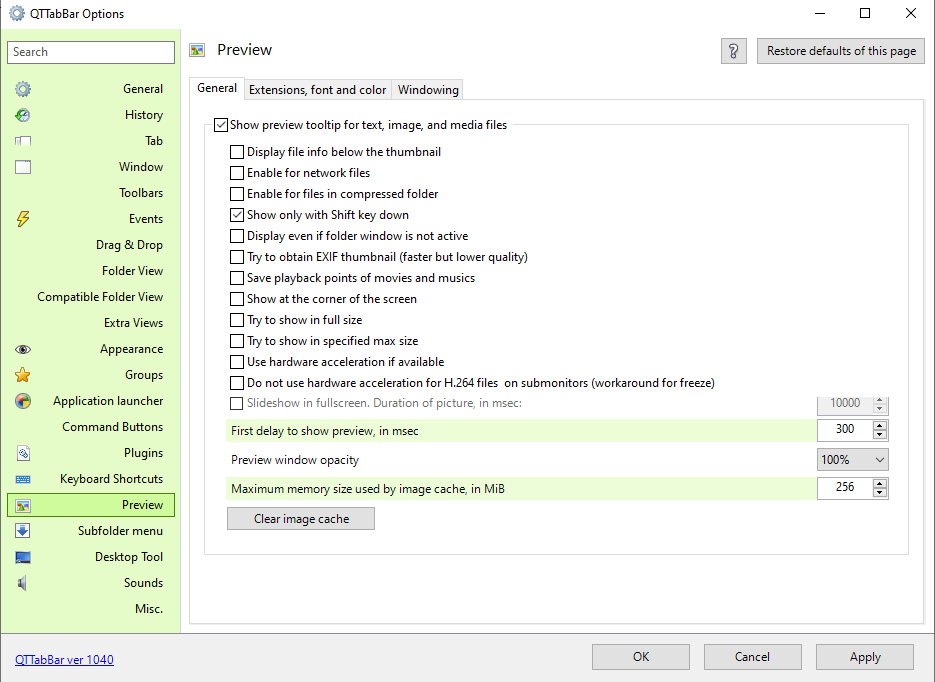 QTTabBar Options
Search
General
History
Tab
Window
Toolbars
Events
Drag & Drop
Folder View
Compatible Folder View
Extra Views
Appearance
Groups
Application launcher
Command Buttons
Plugins
Keyboard Shortcuts
Preview
Subfolder menu
Desktop Tool
Sounds
Misc.
Preview
?
Restore defaults of this page
General
Extensions, font and color
Windowing
Show preview tooltip for text, image, and media files
Display file info below the thumbnail
Enable for network files
Enable for files in compressed folder
Show only with Shift key down
Display even if folder window is not active
Try to obtain EXIF thumbnail (faster but lower quality)
Save playback points of movies and musics
Show at the corner of the screen
Try to show in full size
Try to show in specified max size
Use hardware acceleration if available
Do not use hardware acceleration for H.264 files on submonitors (workaround for freeze)
Slideshow in fullscreen. Duration of picture, in msec: 10000
First delay to show preview, in msec 300
Preview window opacity 100%
Maximum memory size used by image cache, in MiB 256
Clear image cache
QTTabBar ver 1040
OK
Cancel
Apply